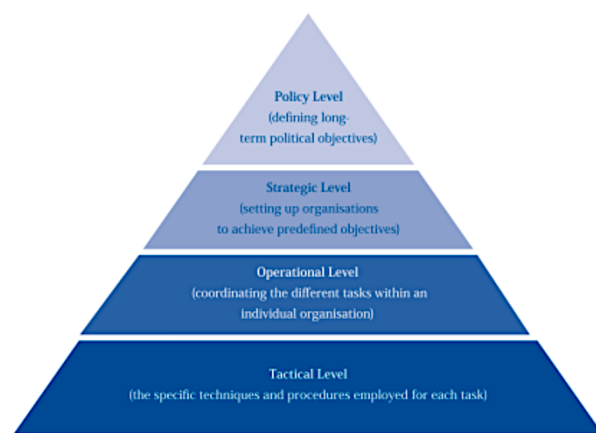 Policy Level
(defining long-
term political objectives)
Strategic Level
(setting up organisations
to achieve predefined objectives)
Operational Level
(coordinating the different tasks within an
individual organisation)
Tactical Level
(the specific techniques and procedures employed for each task)